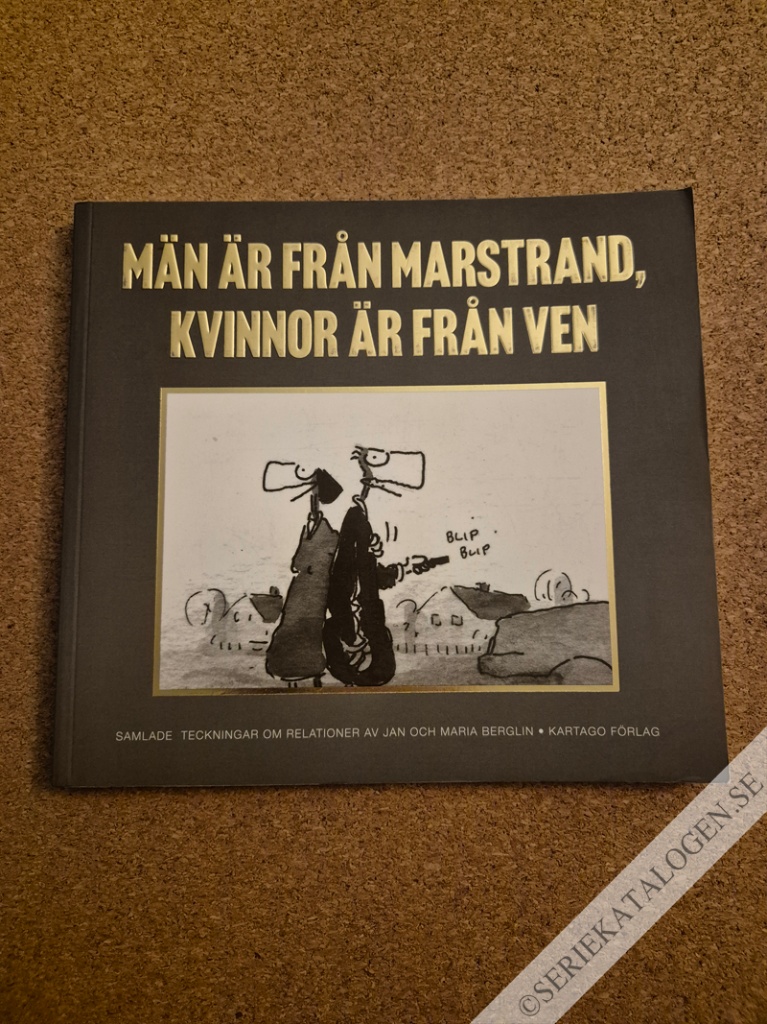 MÄN ÄR FRÅN MARSTRAND,
KVINNOR ÄR FRÅN VEN
BLIP
BLIP
SAMLADE TECKNINGAR OM RELATIONER AV JAN OCH MARIA BERGLIN • KARTAGO FÖRLAG
©SERIEKATALOGEN.SE